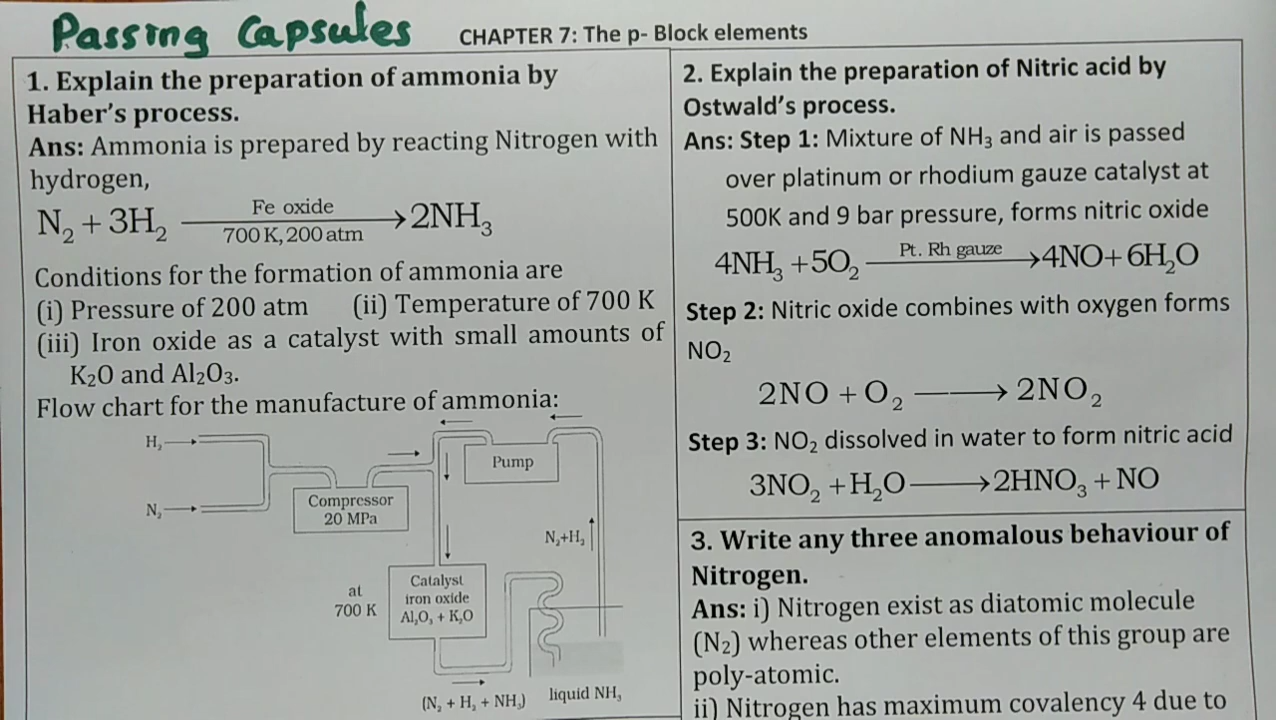 Passing Capsules
CHAPTER 7: The p- Block elements
1. Explain the preparation of ammonia by
Haber's process.
Ans: Ammonia is prepared by reacting Nitrogen with
hydrogen,
N₂ + 3H₂ Fe oxide / 700 K, 200 atm → 2NH₃
Conditions for the formation of ammonia are
(i) Pressure of 200 atm (ii) Temperature of 700 K
(iii) Iron oxide as a catalyst with small amounts of
K₂O and Al₂O₃.
Flow chart for the manufacture of ammonia:
H₂
N₂
Compressor
20 MPa
Pump
N₂+H₂
at
700 K
Catalyst
iron oxide
Al₂O₃ + K₂O
(N₂ + H₂ + NH₃)
liquid NH₃
2. Explain the preparation of Nitric acid by
Ostwald's process.
Ans: Step 1: Mixture of NH₃ and air is passed
over platinum or rhodium gauze catalyst at
500K and 9 bar pressure, forms nitric oxide
4NH₃ +5O₂ Pt. Rh gauze → 4NO+ 6H₂O
Step 2: Nitric oxide combines with oxygen forms
NO₂
2NO + O₂ → 2NO₂
Step 3: NO₂ dissolved in water to form nitric acid
3NO₂ +H₂O → 2HNO₃ + NO
3. Write any three anomalous behaviour of
Nitrogen.
Ans: i) Nitrogen exist as diatomic molecule
(N₂) whereas other elements of this group are
poly-atomic.
ii) Nitrogen has maximum covalency 4 due to